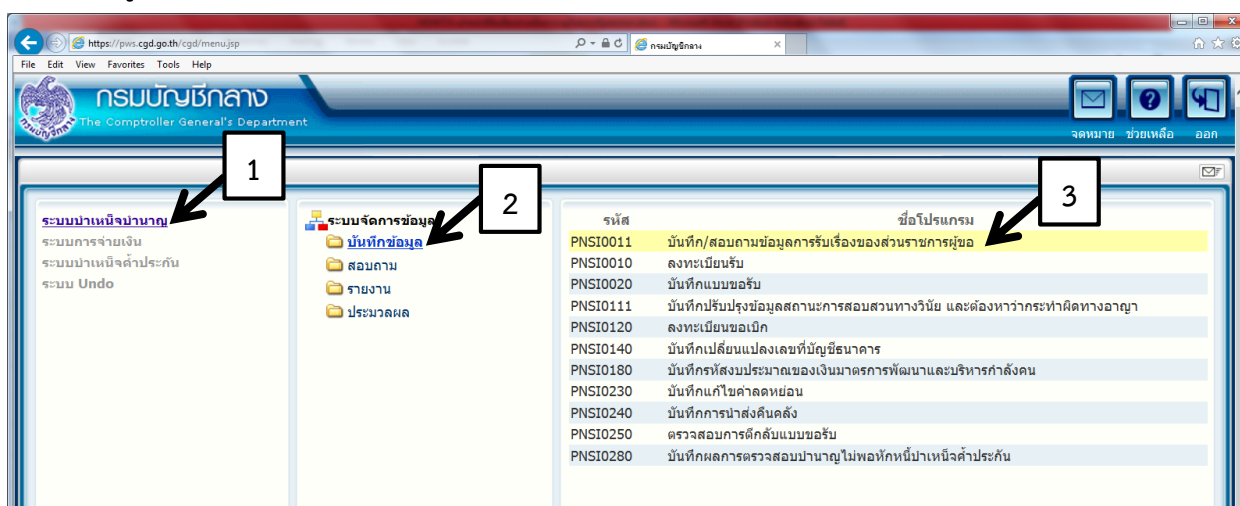 https://pws.cgd.go.th/cgd/menu.jsp
กรมบัญชีกลาง
File Edit View Favorites Tools Help
กรมบัญชีกลาง
The Comptroller General's Department
จดหมาย ช่วยเหลือ ออก
1
2
3
ระบบบำเหน็จบำนาญ
ระบบการจ่ายเงิน
ระบบบำเหน็จค้ำประกัน
ระบบ Undo
ระบบจัดการข้อมูล
บันทึกข้อมูล
สอบถาม
รายงาน
ประมวลผล
รหัส ชื่อโปรแกรม
PNSI0011 บันทึก/สอบถามข้อมูลการรับเรื่องของส่วนราชการผู้ขอ
PNSI0010 ลงทะเบียนรับ
PNSI0020 บันทึกแบบขอรับ
PNSI0111 บันทึกปรับปรุงข้อมูลสถานะการสอบสวนทางวินัย และต้องหาว่ากระทำผิดทางอาญา
PNSI0120 ลงทะเบียนขอเบิก
PNSI0140 บันทึกเปลี่ยนแปลงเลขที่บัญชีธนาคาร
PNSI0180 บันทึกรหัสงบประมาณของเงินมาตรการพัฒนาและบริหารกำลังคน
PNSI0230 บันทึกแก้ไขค่าลดหย่อน
PNSI0240 บันทึกการนำส่งคืนคลัง
PNSI0250 ตรวจสอบการตีกลับแบบขอรับ
PNSI0280 บันทึกผลการตรวจสอบบำนาญไม่พอหักหนี้บำเหน็จค้ำประกัน